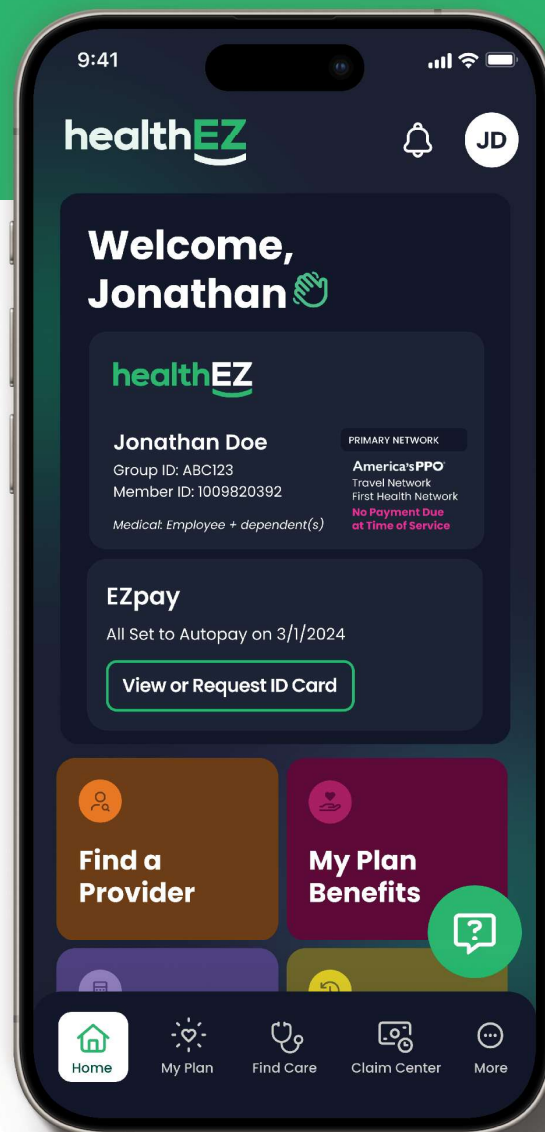 9:41
healthEZ
JD
Welcome,
Jonathan
healthEZ
Jonathan Doe
Group ID: ABC123
Member ID: 1009820392
Medical: Employee + dependent(s)
PRIMARY NETWORK
America'sPPO
Travel Network
First Health Network
No Payment Due
at Time of Service
EZpay
All Set to Autopay on 3/1/2024
View or Request ID Card
Find a
Provider
My Plan
Benefits
?
Home
My Plan
Find Care
Claim Center
More